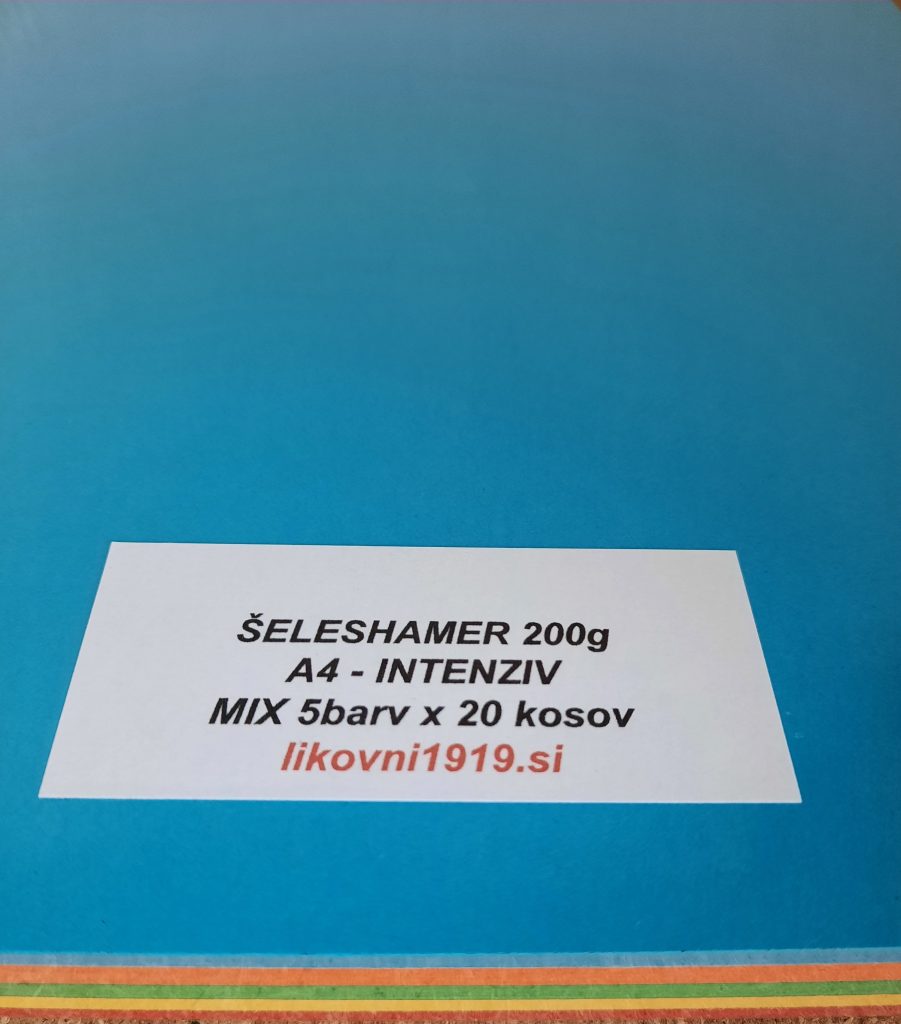 ŠELESHAMER 200g
A4 - INTENZIV
MIX 5barv x 20 kosov
likovni1919.si